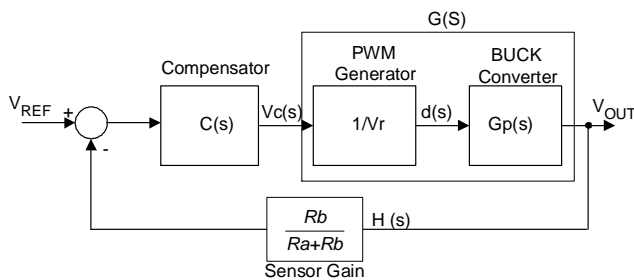 G(S)
PWM
Generator
BUCK
Converter
Compensator
V_REF
+
-
C(s)
Vc(s)
1/Vr
d(s)
Gp(s)
V_OUT
Rb
Ra+Rb
H (s)
Sensor Gain